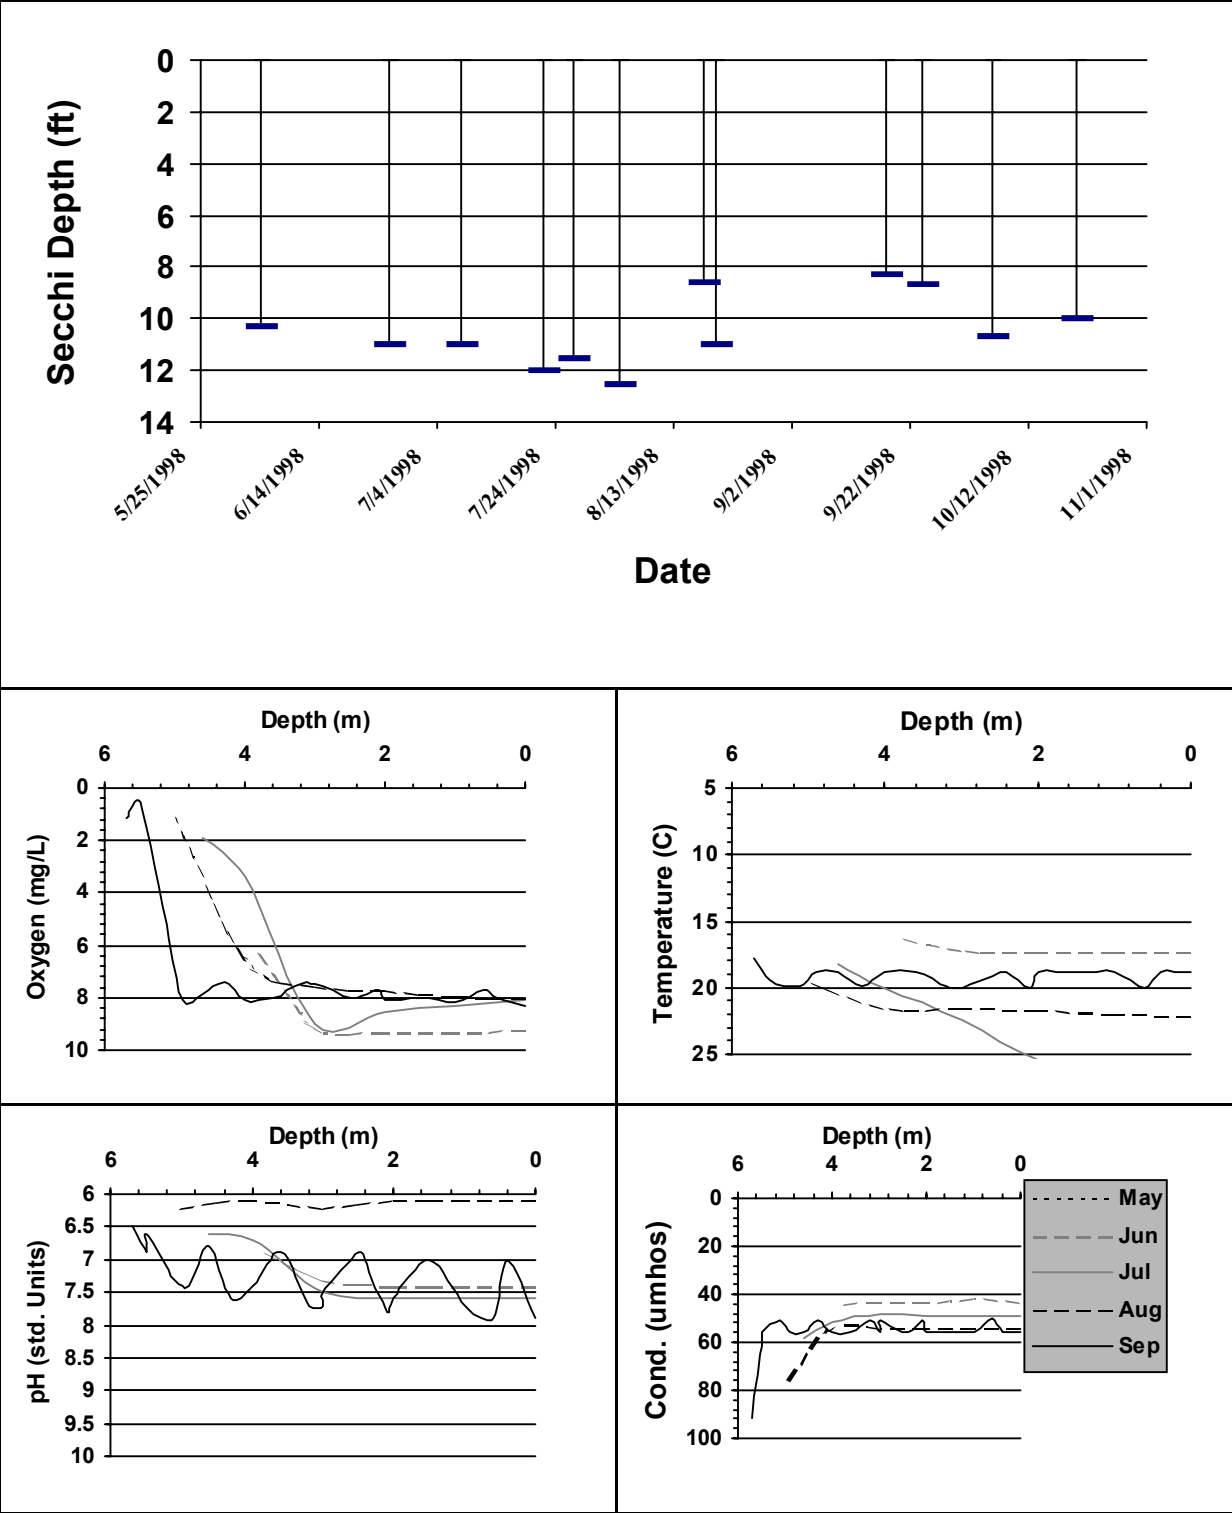 0
2
4
6
8
10
12
14
Secchi Depth (ft)
5/25/1998
6/14/1998
7/4/1998
7/24/1998
8/13/1998
9/2/1998
9/22/1998
10/12/1998
11/1/1998
Date
Depth (m)
6 4 2 0
0
2
4
6
8
10
Oxygen (mg/L)
Depth (m)
6 4 2 0
5
10
15
20
25
Temperature (C)
Depth (m)
6 4 2 0
6
6.5
7
7.5
8
8.5
9
9.5
10
pH (std. Units)
Depth (m)
6 4 2 0
0
20
40
60
80
100
Cond. (umhos)
May
Jun
Jul
Aug
Sep